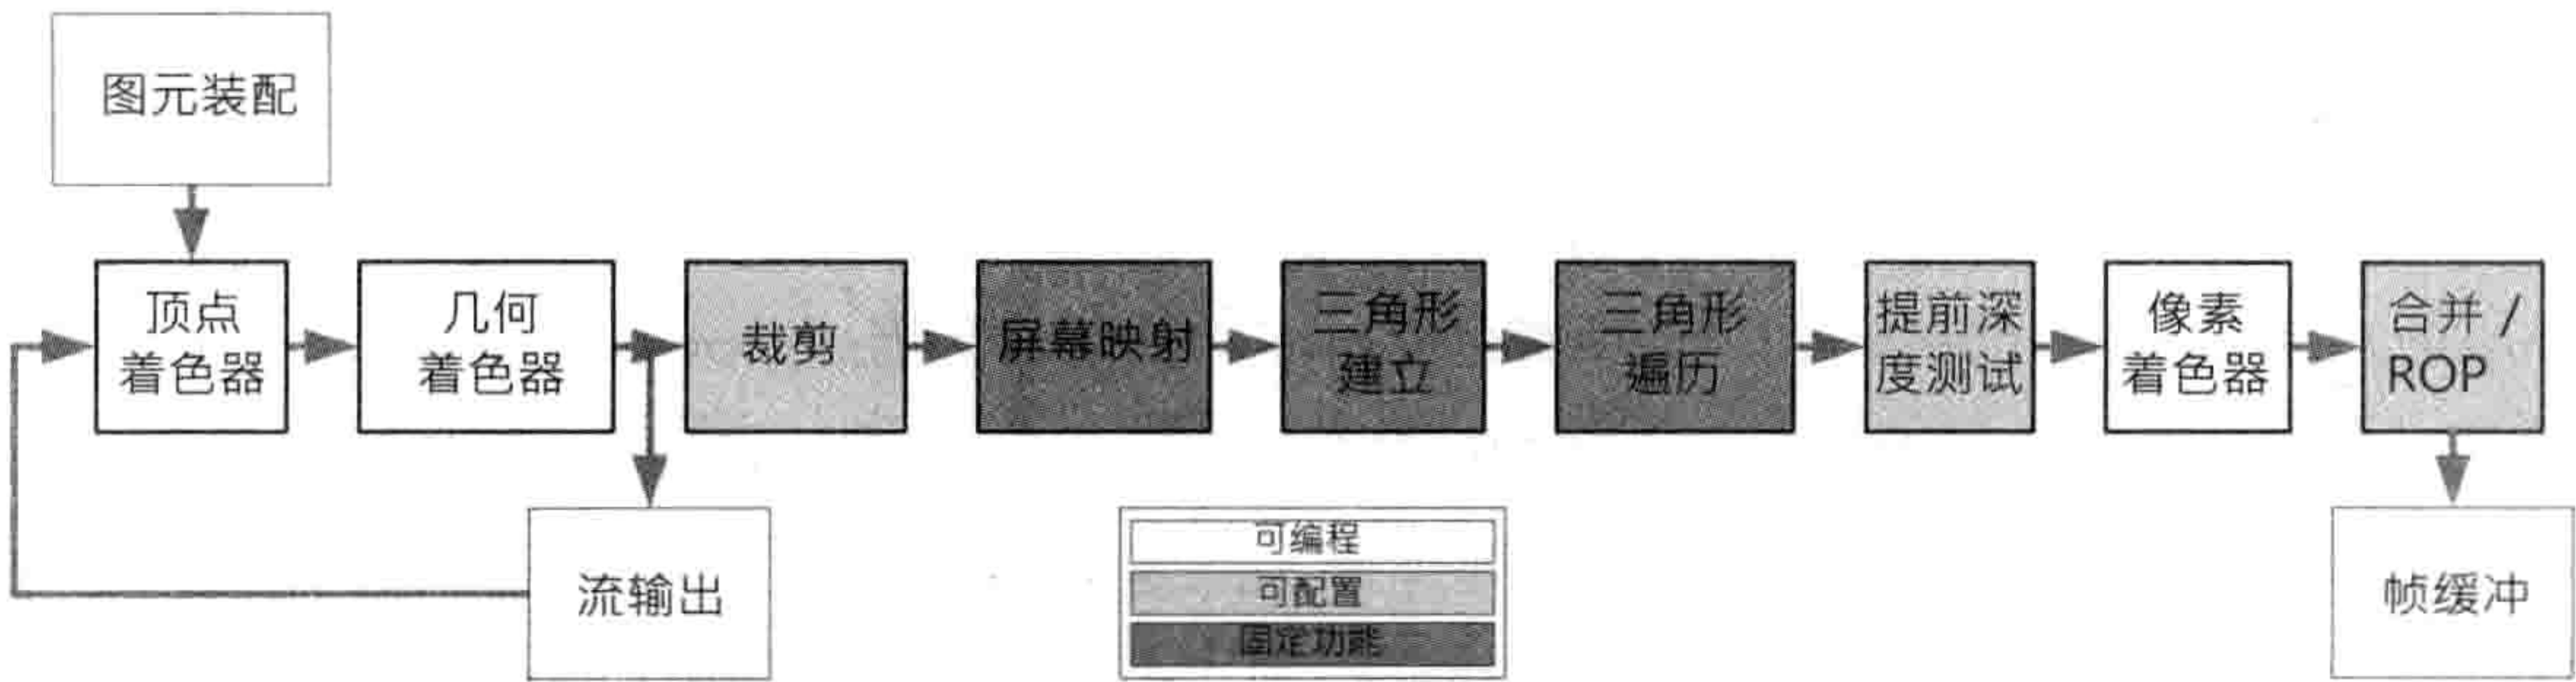 图元装配
顶点
着色器
几何
着色器
裁剪
屏幕映射
三角形
建立
三角形
遍历
提前深
度测试
像素
着色器
合并 /
ROP
流输出
可编程
可配置
固定功能
帧缓冲